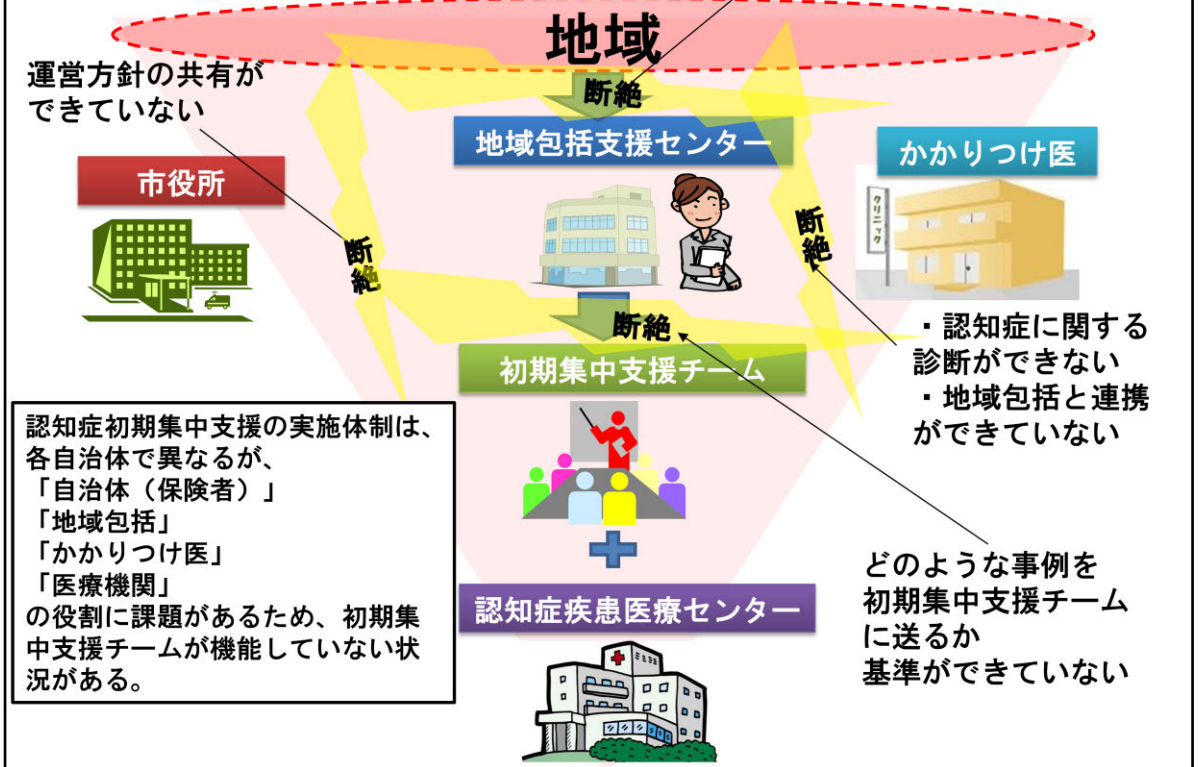 地域
運営方針の共有が
できていない
断絶
地域包括支援センター
かかりつけ医
市役所
クリニック
断絶
断絶
断絶
初期集中支援チーム
・認知症に関する
診断ができない
・地域包括と連携
ができていない
認知症初期集中支援の実施体制は、
各自治体で異なるが、
「自治体（保険者）」
「地域包括」
「かかりつけ医」
「医療機関」
の役割に課題があるため、初期集
中支援チームが機能していない状
況がある。
どのような事例を
初期集中支援チーム
に送るか
基準ができていない
認知症疾患医療センター